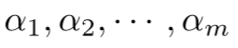 α₁, α₂, ⋯ , αₘ